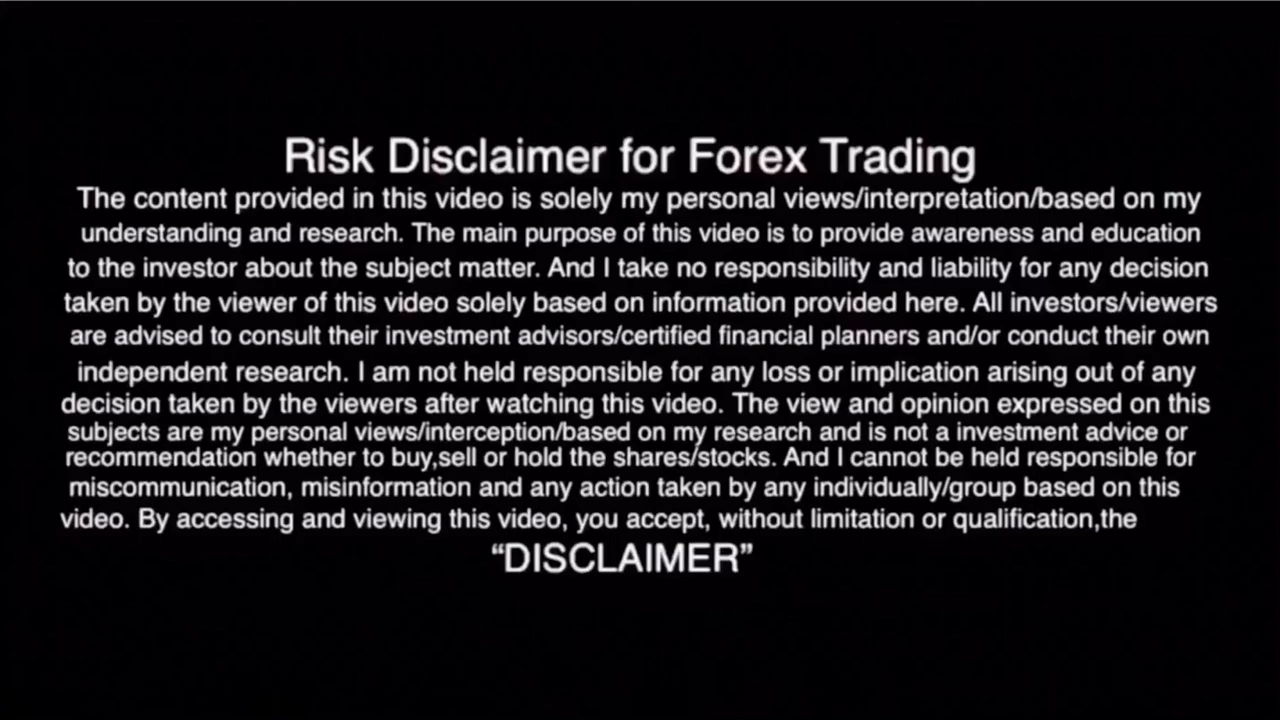 Risk Disclaimer for Forex Trading
The content provided in this video is solely my personal views/interpretation/based on my
understanding and research. The main purpose of this video is to provide awareness and education
to the investor about the subject matter. And I take no responsibility and liability for any decision
taken by the viewer of this video solely based on information provided here. All investors/viewers
are advised to consult their investment advisors/certified financial planners and/or conduct their own
independent research. I am not held responsible for any loss or implication arising out of any
decision taken by the viewers after watching this video. The view and opinion expressed on this
subjects are my personal views/interception/based on my research and is not a investment advice or
recommendation whether to buy,sell or hold the shares/stocks. And I cannot be held responsible for
miscommunication, misinformation and any action taken by any individually/group based on this
video. By accessing and viewing this video, you accept, without limitation or qualification,the
“DISCLAIMER”